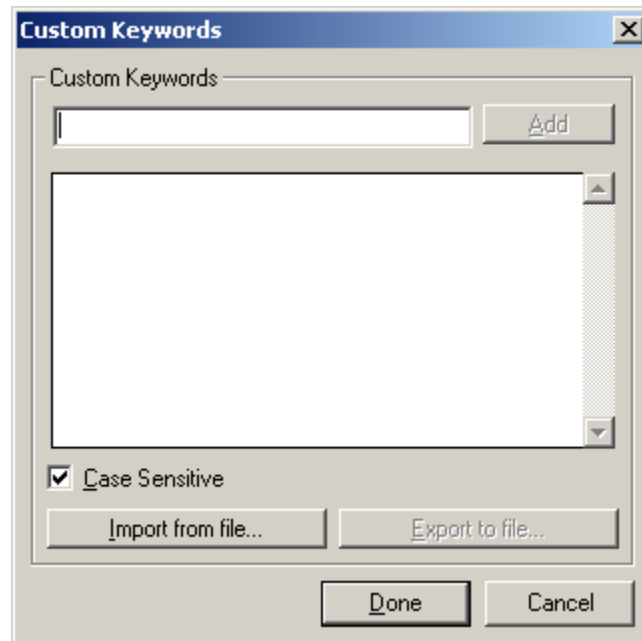 Custom Keywords
Custom Keywords
Add
Case Sensitive
Import from file...
Export to file...
Done
Cancel